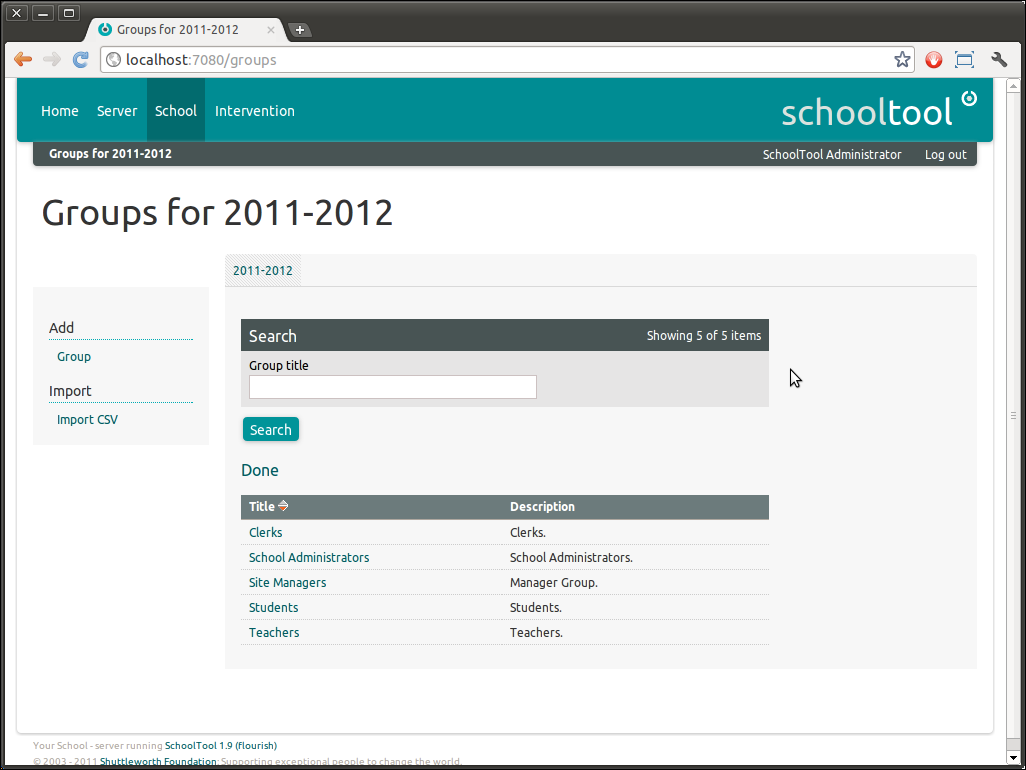 Groups for 2011-2012
localhost:7080/groups
Home Server School Intervention
schooltool
Groups for 2011-2012 SchoolTool Administrator Log out
Groups for 2011-2012
2011-2012
Add
Group
Import
Import CSV
Search Showing 5 of 5 items
Group title
Search
Done
Title Description
Clerks Clerks.
School Administrators School Administrators.
Site Managers Manager Group.
Students Students.
Teachers Teachers.
Your School - server running SchoolTool 1.9 (flourish)
© 2003 - 2011 Shuttleworth Foundation: Supporting exceptional people to change the world.